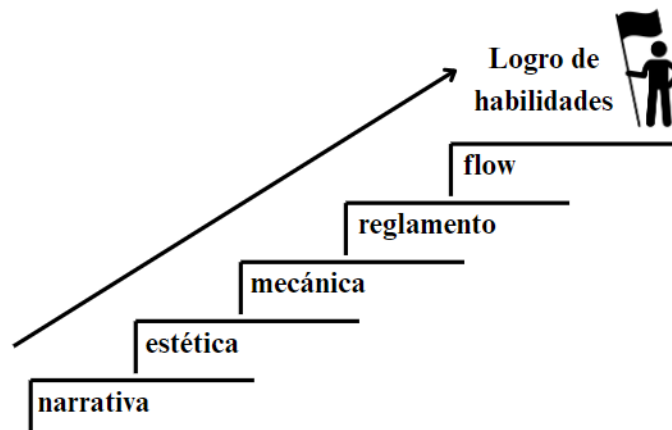 Logro de
habilidades
flow
reglamento
mecánica
estética
narrativa